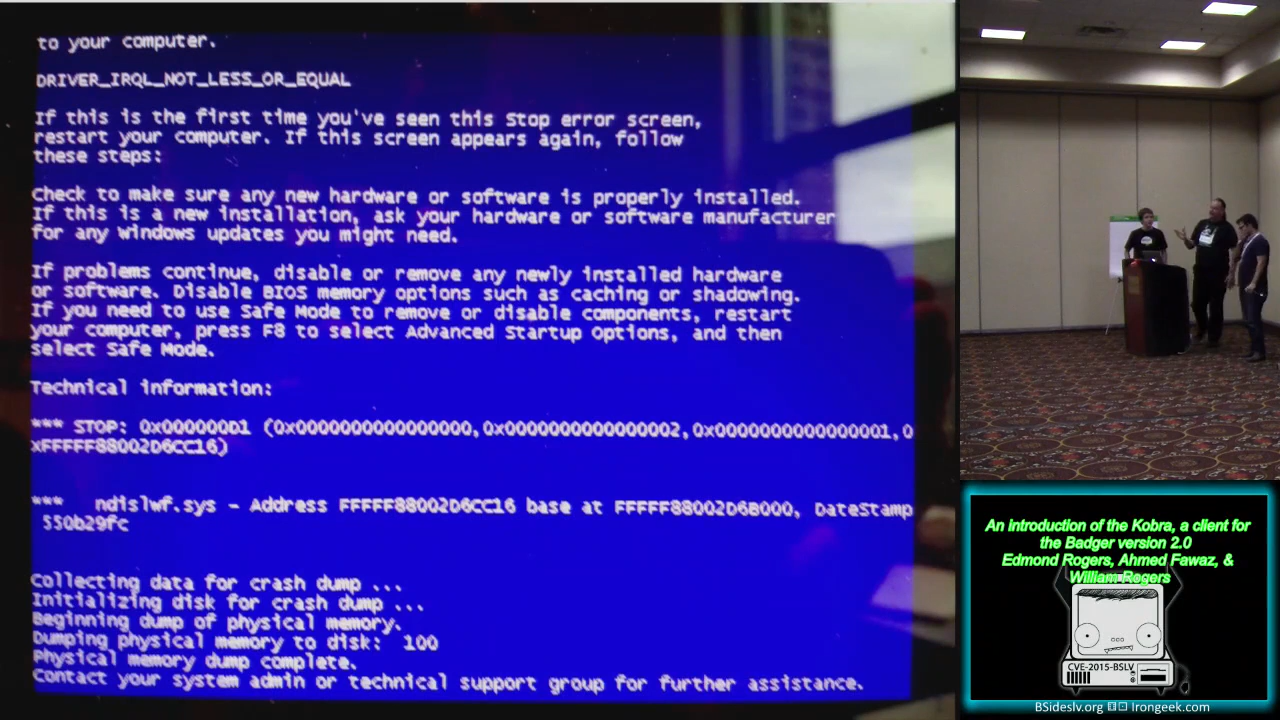 to your computer.
DRIVER_IRQL_NOT_LESS_OR_EQUAL
If this is the first time you've seen this Stop error screen,
restart your computer. If this screen appears again, follow
these steps:
Check to make sure any new hardware or software is properly installed.
If this is a new installation, ask your hardware or software manufacturer
for any Windows updates you might need.
If problems continue, disable or remove any newly installed hardware
or software. Disable BIOS memory options such as caching or shadowing.
If you need to use Safe Mode to remove or disable components, restart
your computer, press F8 to select Advanced Startup Options, and then
select Safe Mode.
Technical information:
*** STOP: 0x000000D1 (0x0000000000000000,0x0000000000000002,0x0000000000000001,0
xFFFFF88002D6CC16)
*** ndislwf.sys - Address FFFFF88002D6CC16 base at FFFFF88002D6B000, DateStamp
550b29fc
Collecting data for crash dump ...
Initializing disk for crash dump ...
Beginning dump of physical memory.
Dumping physical memory to disk: 100
Physical memory dump complete.
Contact your system admin or technic support group for further assistance.
An introduction of the Kobra, a client for
the Badger version 2.0
Edmond Rogers, Ahmed Fawaz, &
William Rogers
CVE-2015-BSLV
BSideslv.org Irongeek.com